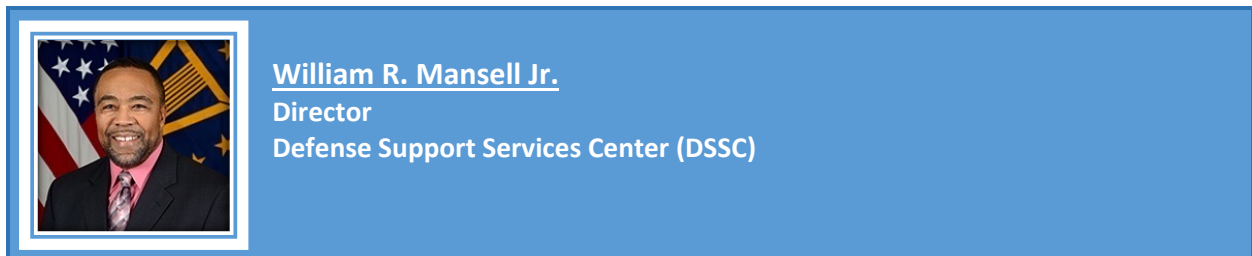 William R. Mansell Jr.
Director
Defense Support Services Center (DSSC)